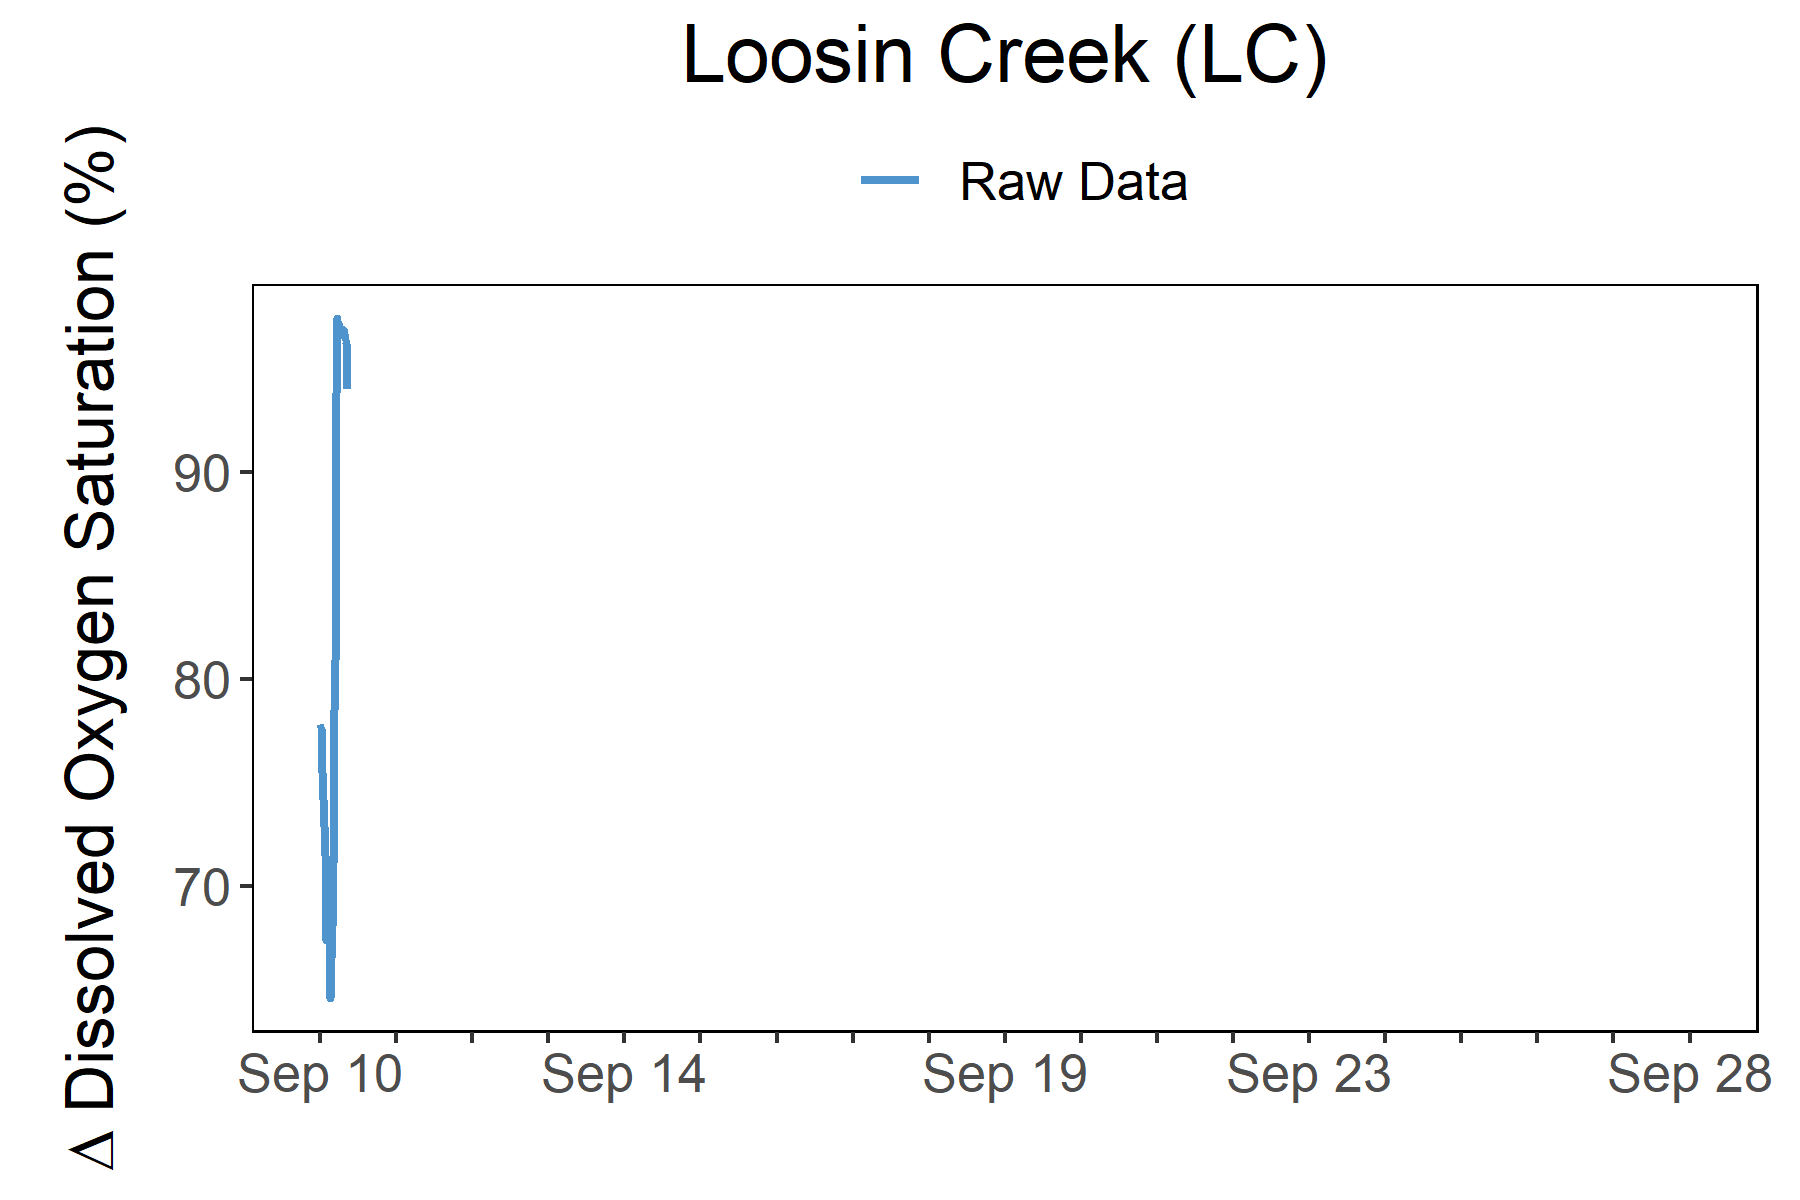 Loosin Creek (LC)
Raw Data
Δ Dissolved Oxygen Saturation (%)
90
80
70
Sep 10 Sep 14 Sep 19 Sep 23 Sep 28